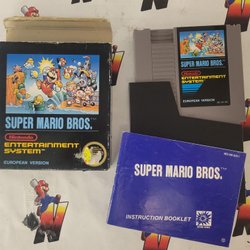 SUPER MARIO BROS.
Nintendo
ENTERTAINMENT
SYSTEM
EUROPEAN VERSION
SUPER MARIO BROS.
Nintendo
ENTERTAINMENT
SYSTEM
EUROPEAN VERSION
SUPER MARIO BROS.
INSTRUCTION BOOKLET